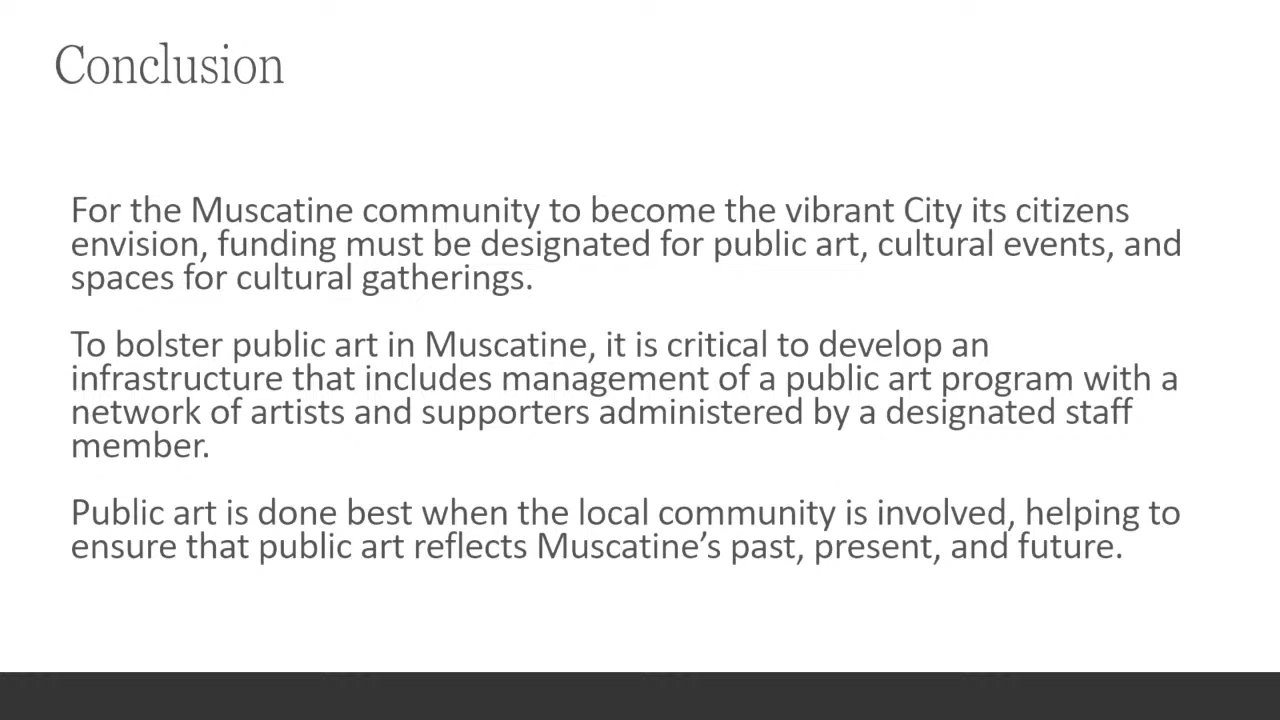 Conclusion
For the Muscatine community to become the vibrant City its citizens
envision, funding must be designated for public art, cultural events, and
spaces for cultural gatherings.
To bolster public art in Muscatine, it is critical to develop an
infrastructure that includes management of a public art program with a
network of artists and supporters administered by a designated staff
member.
Public art is done best when the local community is involved, helping to
ensure that public art reflects Muscatine’s past, present, and future.